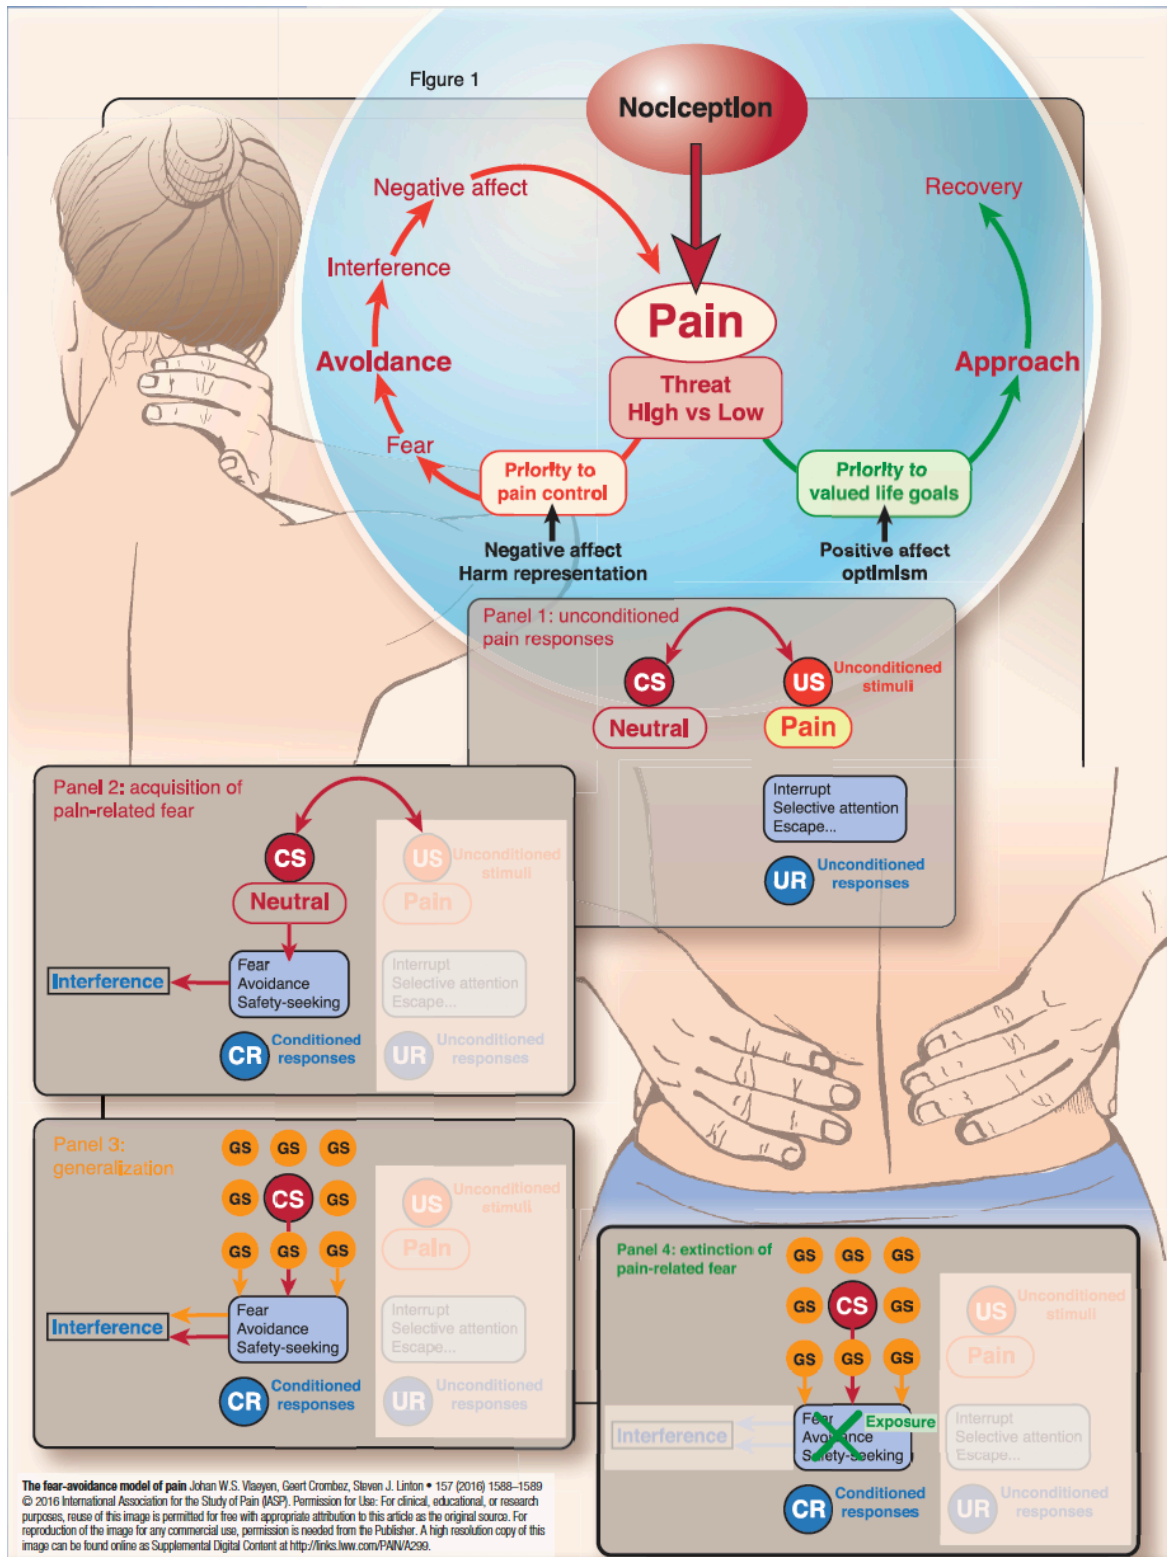 Figure 1
Nociception
Negative affect
Recovery
Interference
Pain
Avoidance
Approach
Threat
High vs Low
Fear
Priority to
pain control
Priority to
valued life goals
Negative affect
Harm representation
Positive affect
optimism
Panel 1: unconditioned
pain responses
CS
US
Unconditioned
stimuli
Neutral
Pain
Interrupt
Selective attention
Escape...
UR
Unconditioned
responses
Panel 2: acquisition of
pain-related fear
CS
US
Unconditioned
stimuli
Neutral
Pain
Interference
Fear
Avoidance
Safety-seeking
Interrupt
Selective attention
Escape...
CR
Conditioned
responses
UR
Unconditioned
responses
Panel 3:
generalization
GS GS GS
GS CS GS
GS GS GS
US
Unconditioned
stimuli
Pain
Interference
Fear
Avoidance
Safety-seeking
Interrupt
Selective attention
Escape...
CR
Conditioned
responses
UR
Unconditioned
responses
Panel 4: extinction of
pain-related fear
GS GS GS
GS CS GS
GS GS GS
US
Unconditioned
stimuli
Pain
Interference
Fear
Avoidance
Safety-seeking
Exposure
Interrupt
Selective attention
Escape...
CR
Conditioned
responses
UR
Unconditioned
responses
The fear-avoidance model of pain Johan W.S. Vlaeyen, Geert Crombez, Steven J. Linton • 157 (2016) 1588–1589
© 2016 International Association for the Study of Pain (IASP). Permission for Use: For clinical, educational, or research
purposes, reuse of this image is permitted for free with appropriate attribution to this article as the original source. For
reproduction of the image for any commercial use, permission is needed from the Publisher. A high resolution copy of this
image can be found online as Supplemental Digital Content at http://links.lww.com/PAIN/A299.